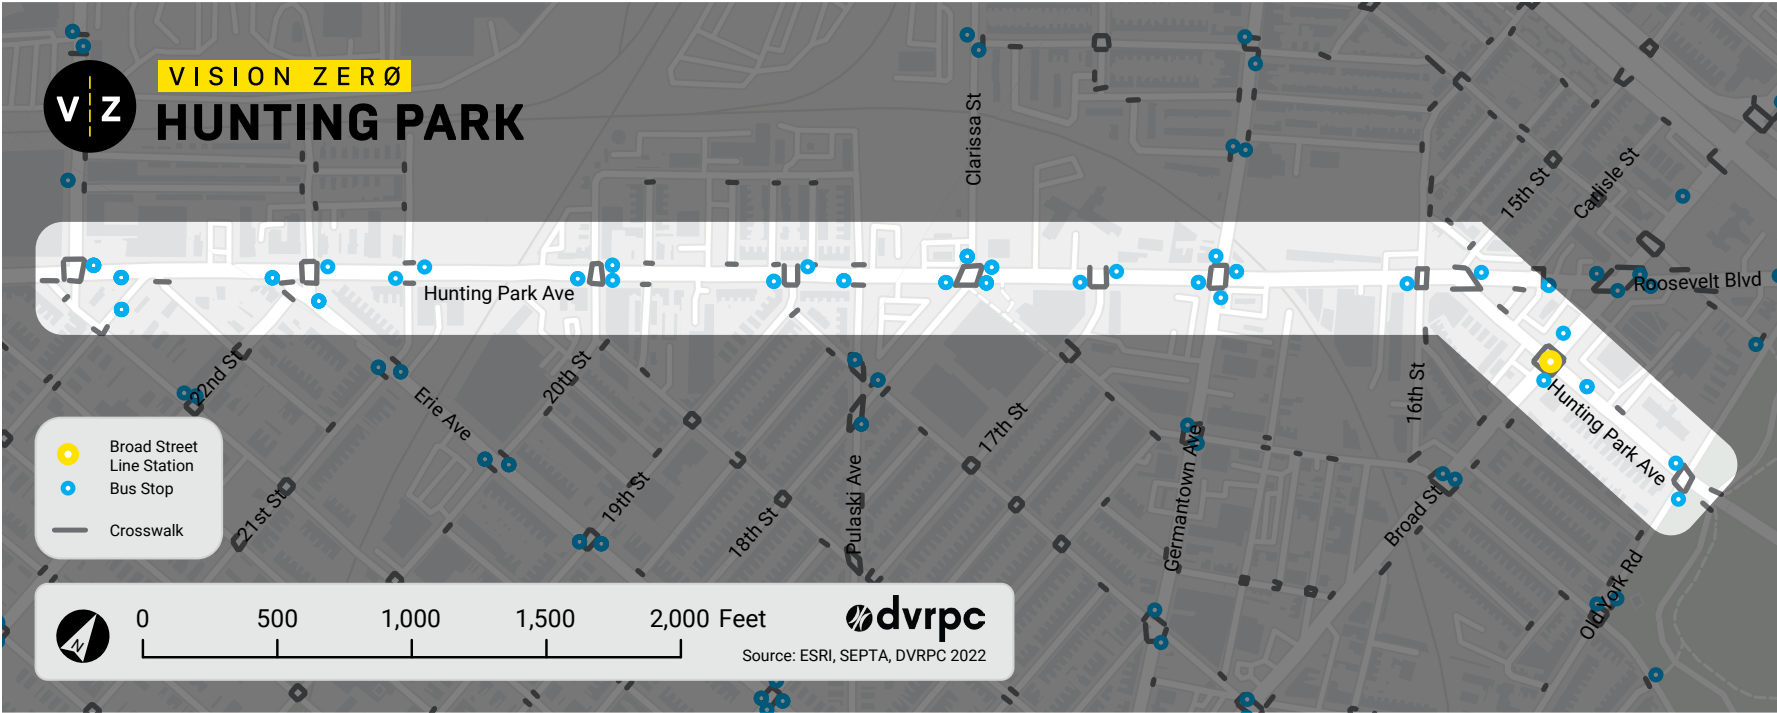 V Z
VISION ZERØ
HUNTING PARK
Clarissa St
15th St
Carlisle St
Roosevelt Blvd
Hunting Park Ave
22nd St
Erie Ave
20th St
16th St
Hunting Park Ave
17th St
Germantown Ave
Pulaski Ave
19th St
18th St
21st St
Broad St
Old York Rd
Broad Street
Line Station
Bus Stop
Crosswalk
N
0 500 1,000 1,500 2,000 Feet
dvrpc
Source: ESRI, SEPTA, DVRPC 2022